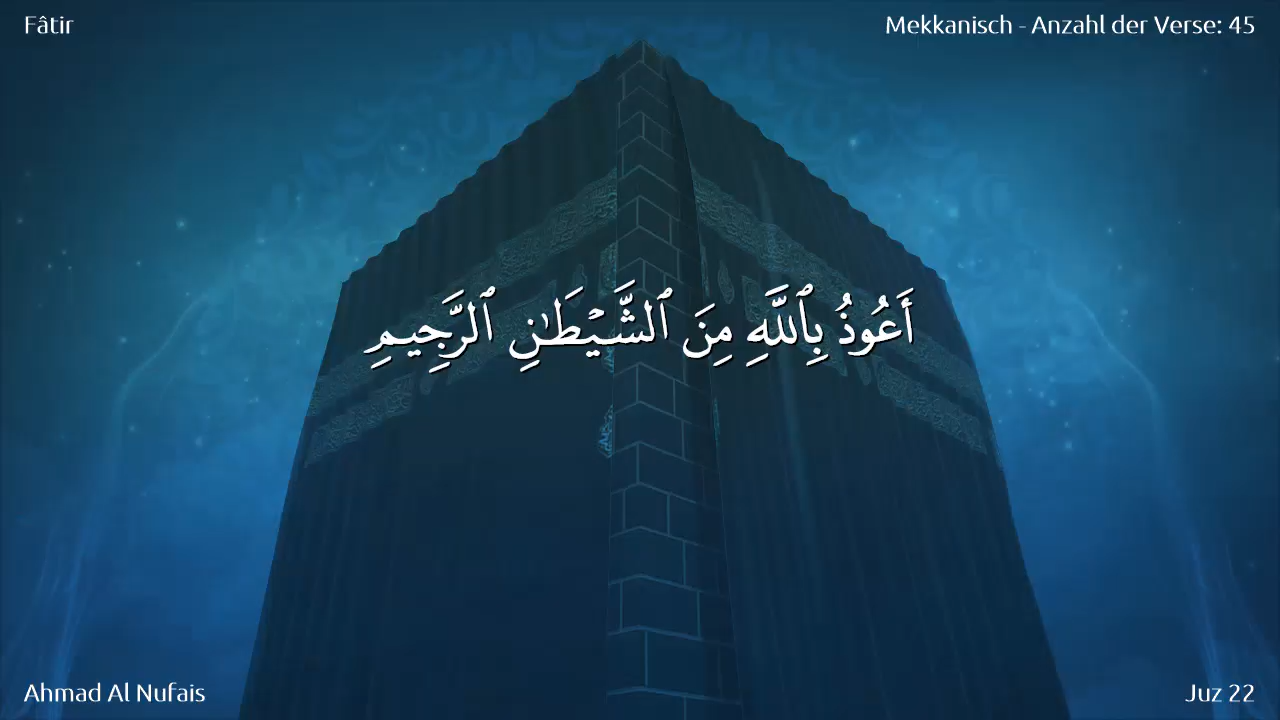 Fâtir
Mekkanisch - Anzahl der Verse: 45
أَعُوذُ بِٱللَّهِ مِنَ ٱلشَّيْطَـٰنِ ٱلرَّجِيمِ
Ahmad Al Nufais
Juz 22